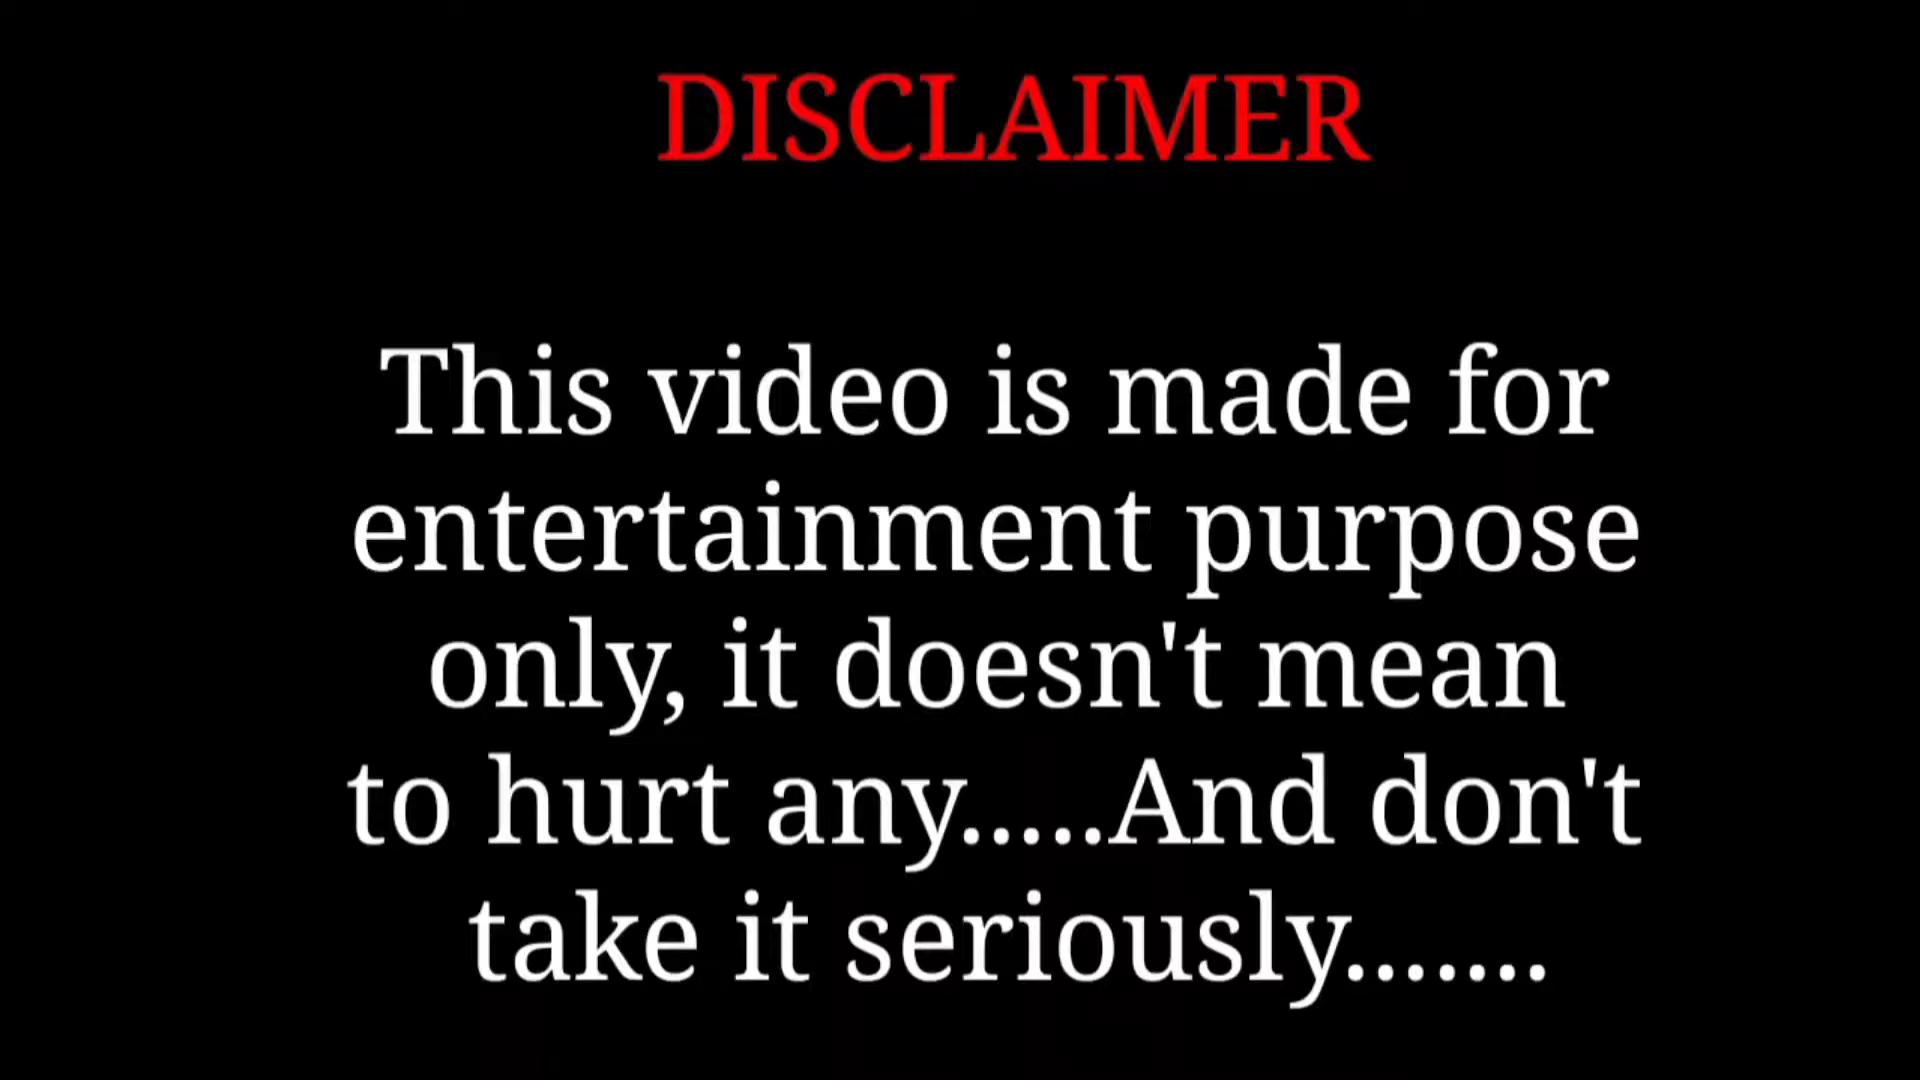 DISCLAIMER
This video is made for
entertainment purpose
only, it doesn't mean
to hurt any.....And don't
take it seriously.......